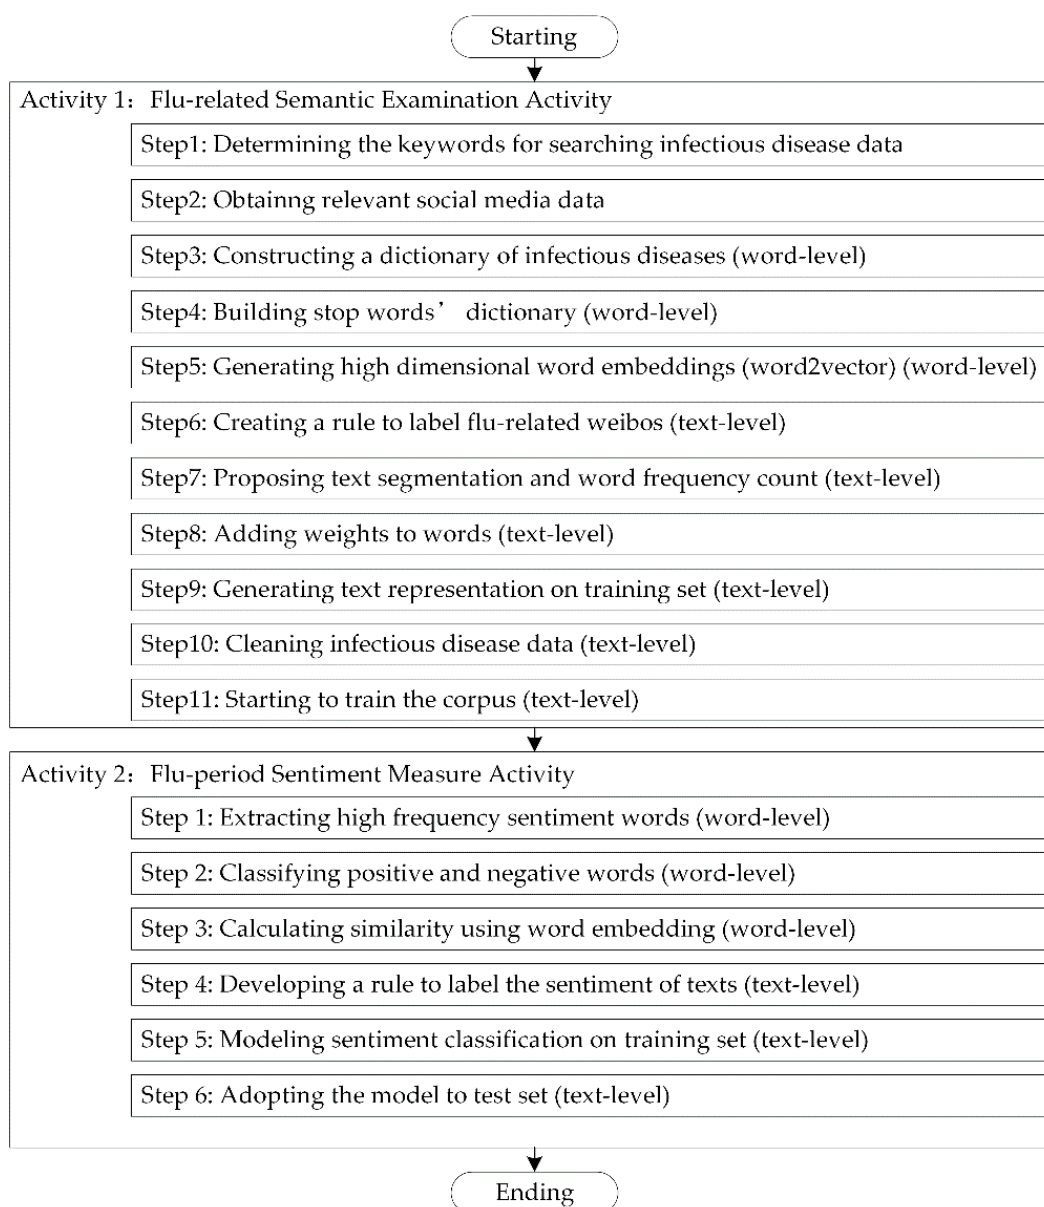 Starting
Activity 1：Flu-related Semantic Examination Activity
Step1: Determining the keywords for searching infectious disease data
Step2: Obtainng relevant social media data
Step3: Constructing a dictionary of infectious diseases (word-level)
Step4: Building stop words’ dictionary (word-level)
Step5: Generating high dimensional word embeddings (word2vector) (word-level)
Step6: Creating a rule to label flu-related weibos (text-level)
Step7: Proposing text segmentation and word frequency count (text-level)
Step8: Adding weights to words (text-level)
Step9: Generating text representation on training set (text-level)
Step10: Cleaning infectious disease data (text-level)
Step11: Starting to train the corpus (text-level)
Activity 2：Flu-period Sentiment Measure Activity
Step 1: Extracting high frequency sentiment words (word-level)
Step 2: Classifying positive and negative words (word-level)
Step 3: Calculating similarity using word embedding (word-level)
Step 4: Developing a rule to label the sentiment of texts (text-level)
Step 5: Modeling sentiment classification on training set (text-level)
Step 6: Adopting the model to test set (text-level)
Ending